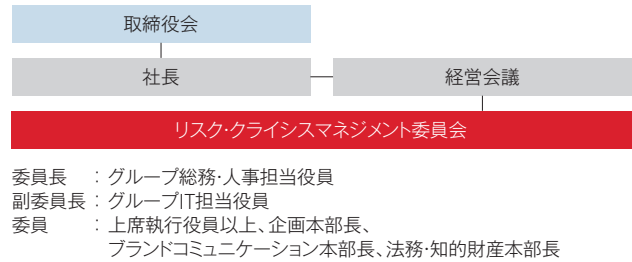 取締役会
社長
経営会議
リスク・クライシスマネジメント委員会
委員長　：グループ総務・人事担当役員
副委員長：グループIT担当役員
委員　　：上席執行役員以上、企画本部長、
ブランドコミュニケーション本部長、法務・知的財産本部長